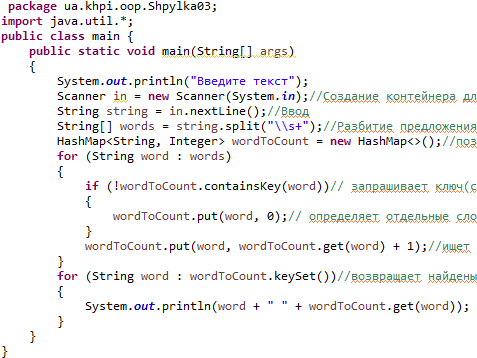 package ua.khpi.oop.Shpylka03;
import java.util.*;
public class main {
    public static void main(String[] args)
    {
        System.out.println("Введите текст");
        Scanner in = new Scanner(System.in);//Создание контейнера дл
        String string = in.nextLine();//Ввод
        String[] words = string.split("\\s+");//Разбитие предложения
        HashMap<String, Integer> wordToCount = new HashMap<>();//поз
        for (String word : words)
        {
            if (!wordToCount.containsKey(word))// запрашивает ключ(с
            {
                wordToCount.put(word, 0);// определяет отдельные сло
            }
            wordToCount.put(word, wordToCount.get(word) + 1);//ищет
        }
        for (String word : wordToCount.keySet())//возвращает найдены
        {
            System.out.println(word + " " + wordToCount.get(word));
        }
    }
}